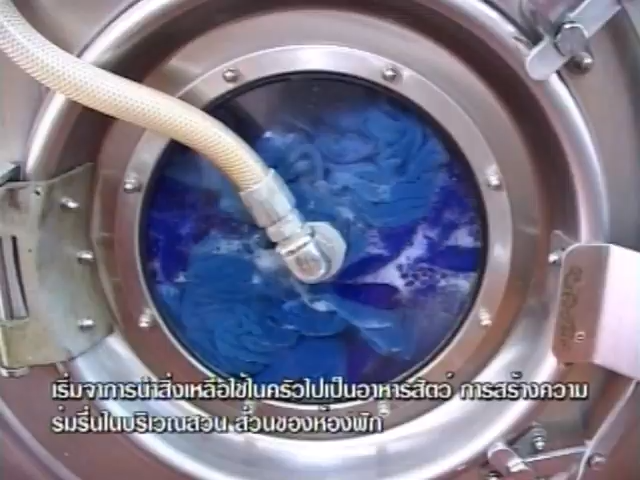 เริ่มจาการนำสิ่งเหลือใช้ในครัวไปเป็นอาหารสัตว์ การสร้างความ
ร่มรื่นในบริเวณสวน ส่วนของห้องพัก